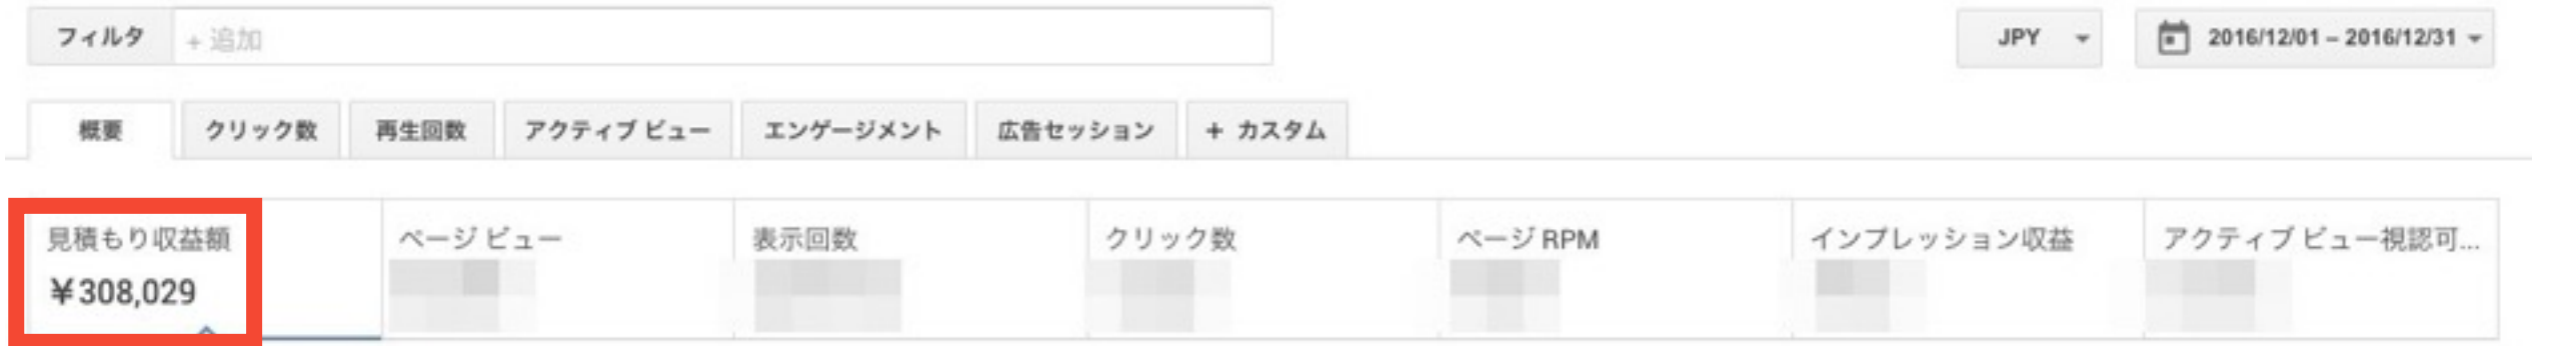 フィルタ + 追加 JPY 2016/12/01 – 2016/12/31
概要 クリック数 再生回数 アクティブ ビュー エンゲージメント 広告セッション + カスタム
見積もり収益額 ページ ビュー 表示回数 クリック数 ページ RPM インプレッション収益 アクティブ ビュー視認可...
¥308,029